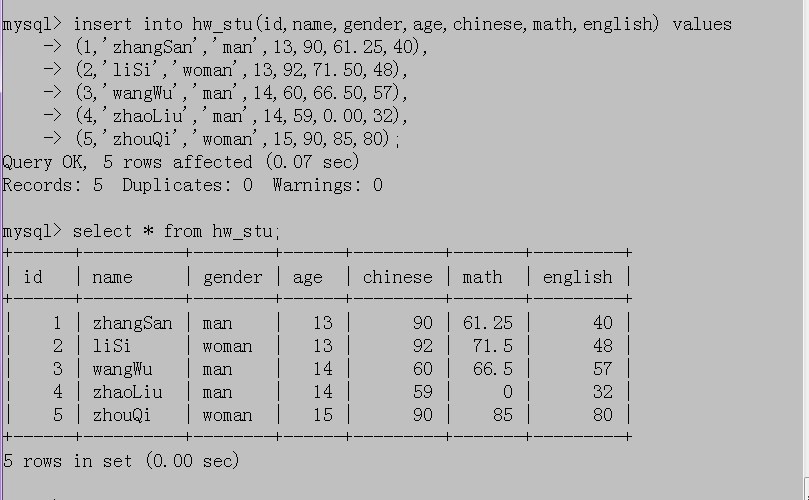 mysql> insert into hw_stu(id,name,gender,age,chinese,math,english) values
    -> (1,'zhangSan','man',13,90,61.25,40),
    -> (2,'liSi','woman',13,92,71.50,48),
    -> (3,'wangWu','man',14,60,66.50,57),
    -> (4,'zhaoLiu','man',14,59,0.00,32),
    -> (5,'zhouQi','woman',15,90,85,80);
Query OK, 5 rows affected (0.07 sec)
Records: 5  Duplicates: 0  Warnings: 0

mysql> select * from hw_stu;
+------+----------+--------+------+---------+-------+---------+
| id   | name     | gender | age  | chinese | math  | english |
+------+----------+--------+------+---------+-------+---------+
|    1 | zhangSan | man    |   13 |      90 | 61.25 |      40 |
|    2 | liSi     | woman  |   13 |      92 |  71.5 |      48 |
|    3 | wangWu   | man    |   14 |      60 |  66.5 |      57 |
|    4 | zhaoLiu  | man    |   14 |      59 |     0 |      32 |
|    5 | zhouQi   | woman  |   15 |      90 |    85 |      80 |
+------+----------+--------+------+---------+-------+---------+
5 rows in set (0.00 sec)